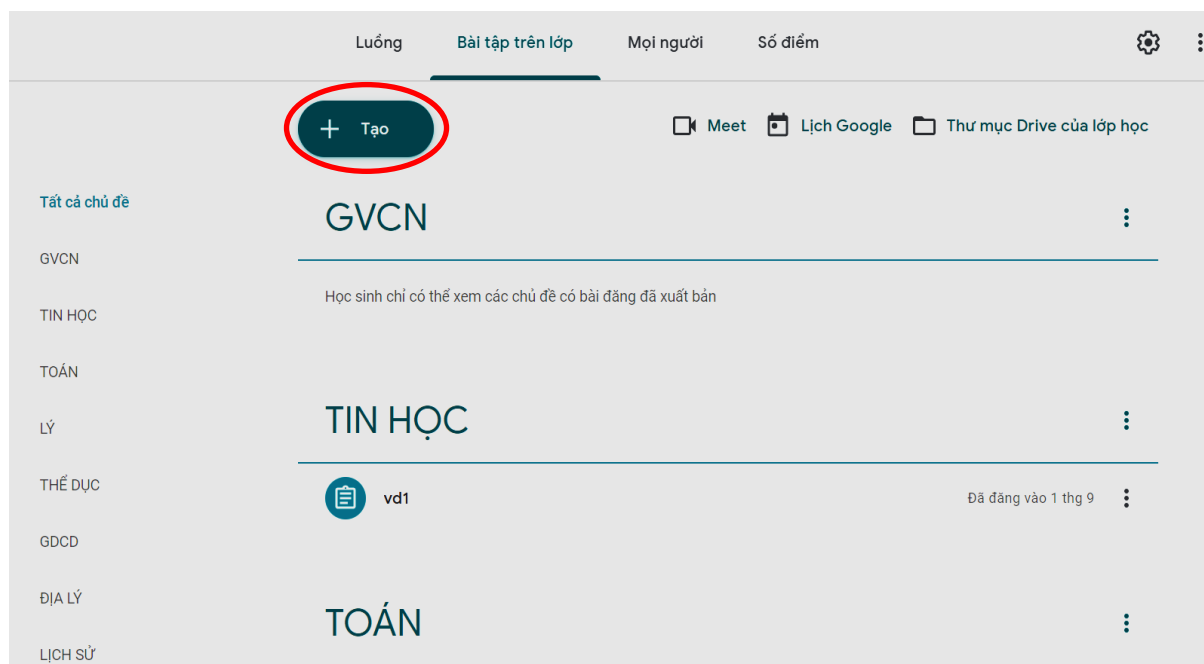 Luồng Bài tập trên lớp Mọi người Số điểm
+ Tạo
Meet Lịch Google Thư mục Drive của lớp học
Tất cả chủ đề
GVCN
TIN HỌC
TOÁN
LÝ
THỂ DỤC
GDCD
ĐỊA LÝ
LỊCH SỬ
GVCN
Học sinh chỉ có thể xem các chủ đề có bài đăng đã xuất bản
TIN HỌC
vd1 Đã đăng vào 1 thg 9
TOÁN